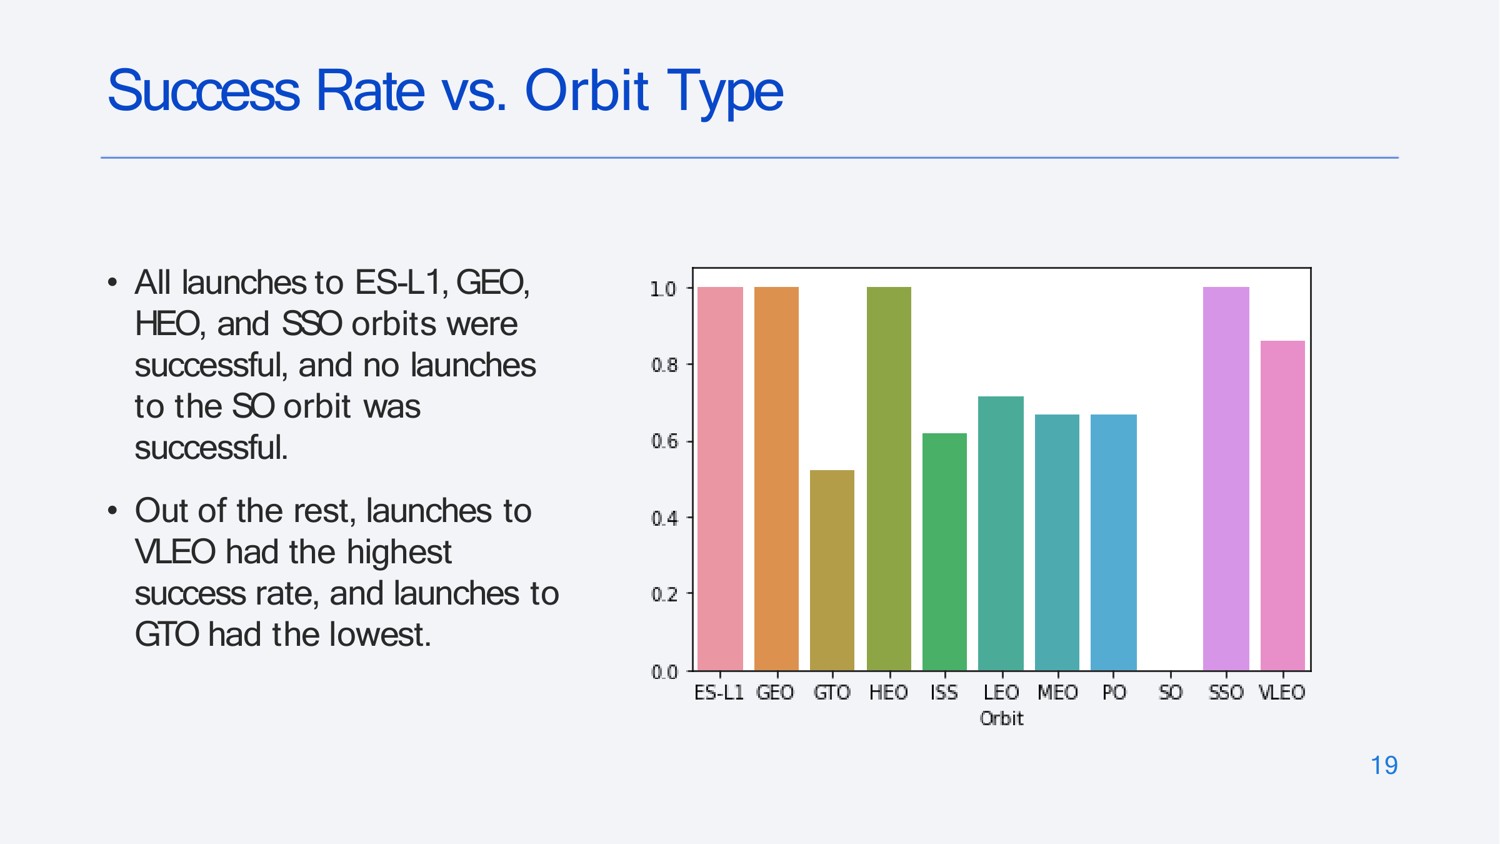 Success Rate vs. Orbit Type
• All launches to ES-L1, GEO,
HEO, and SSO orbits were
successful, and no launches
to the SO orbit was
successful.
• Out of the rest, launches to
VLEO had the highest
success rate, and launches to
GTO had the lowest.
1.0
0.8
0.6
0.4
0.2
0.0
ES-L1 GEO GTO HEO ISS LEO MEO PO SO SSO VLEO
Orbit
19